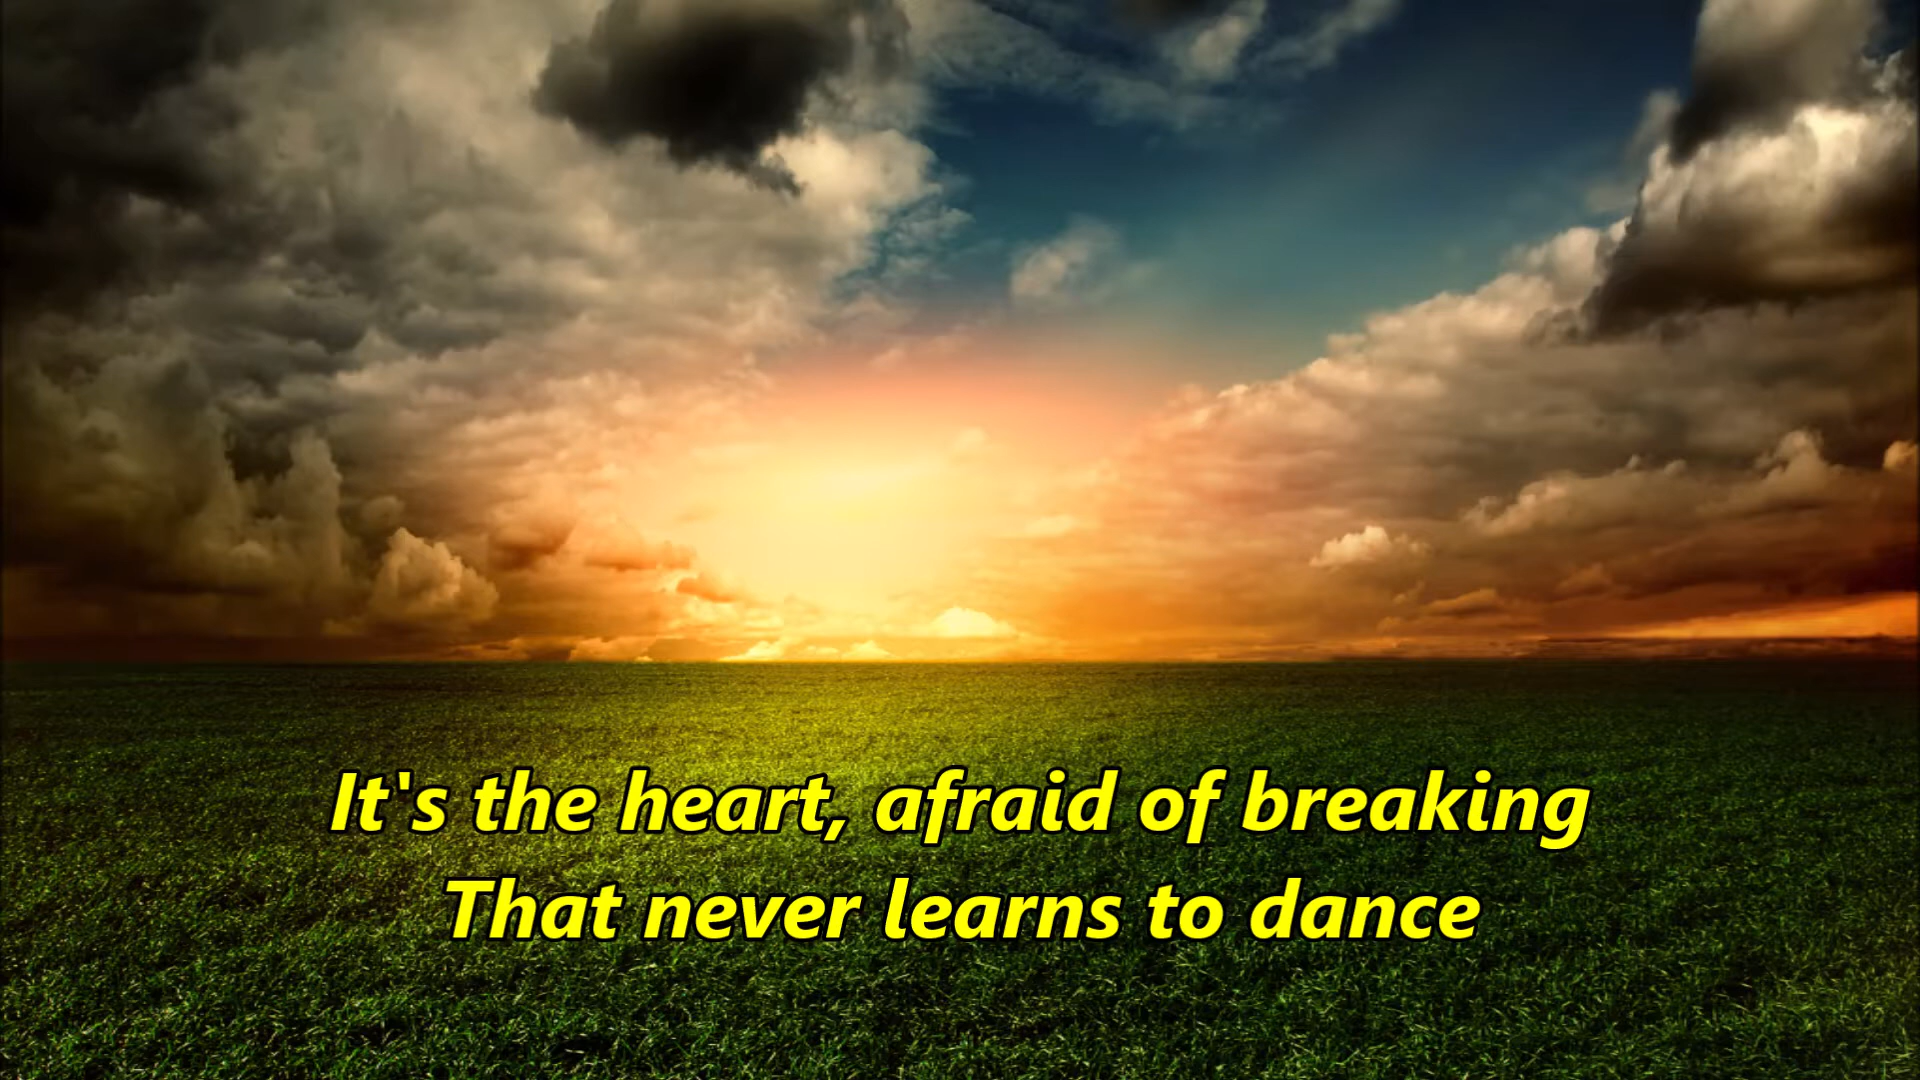 It's the heart, afraid of breaking
That never learns to dance